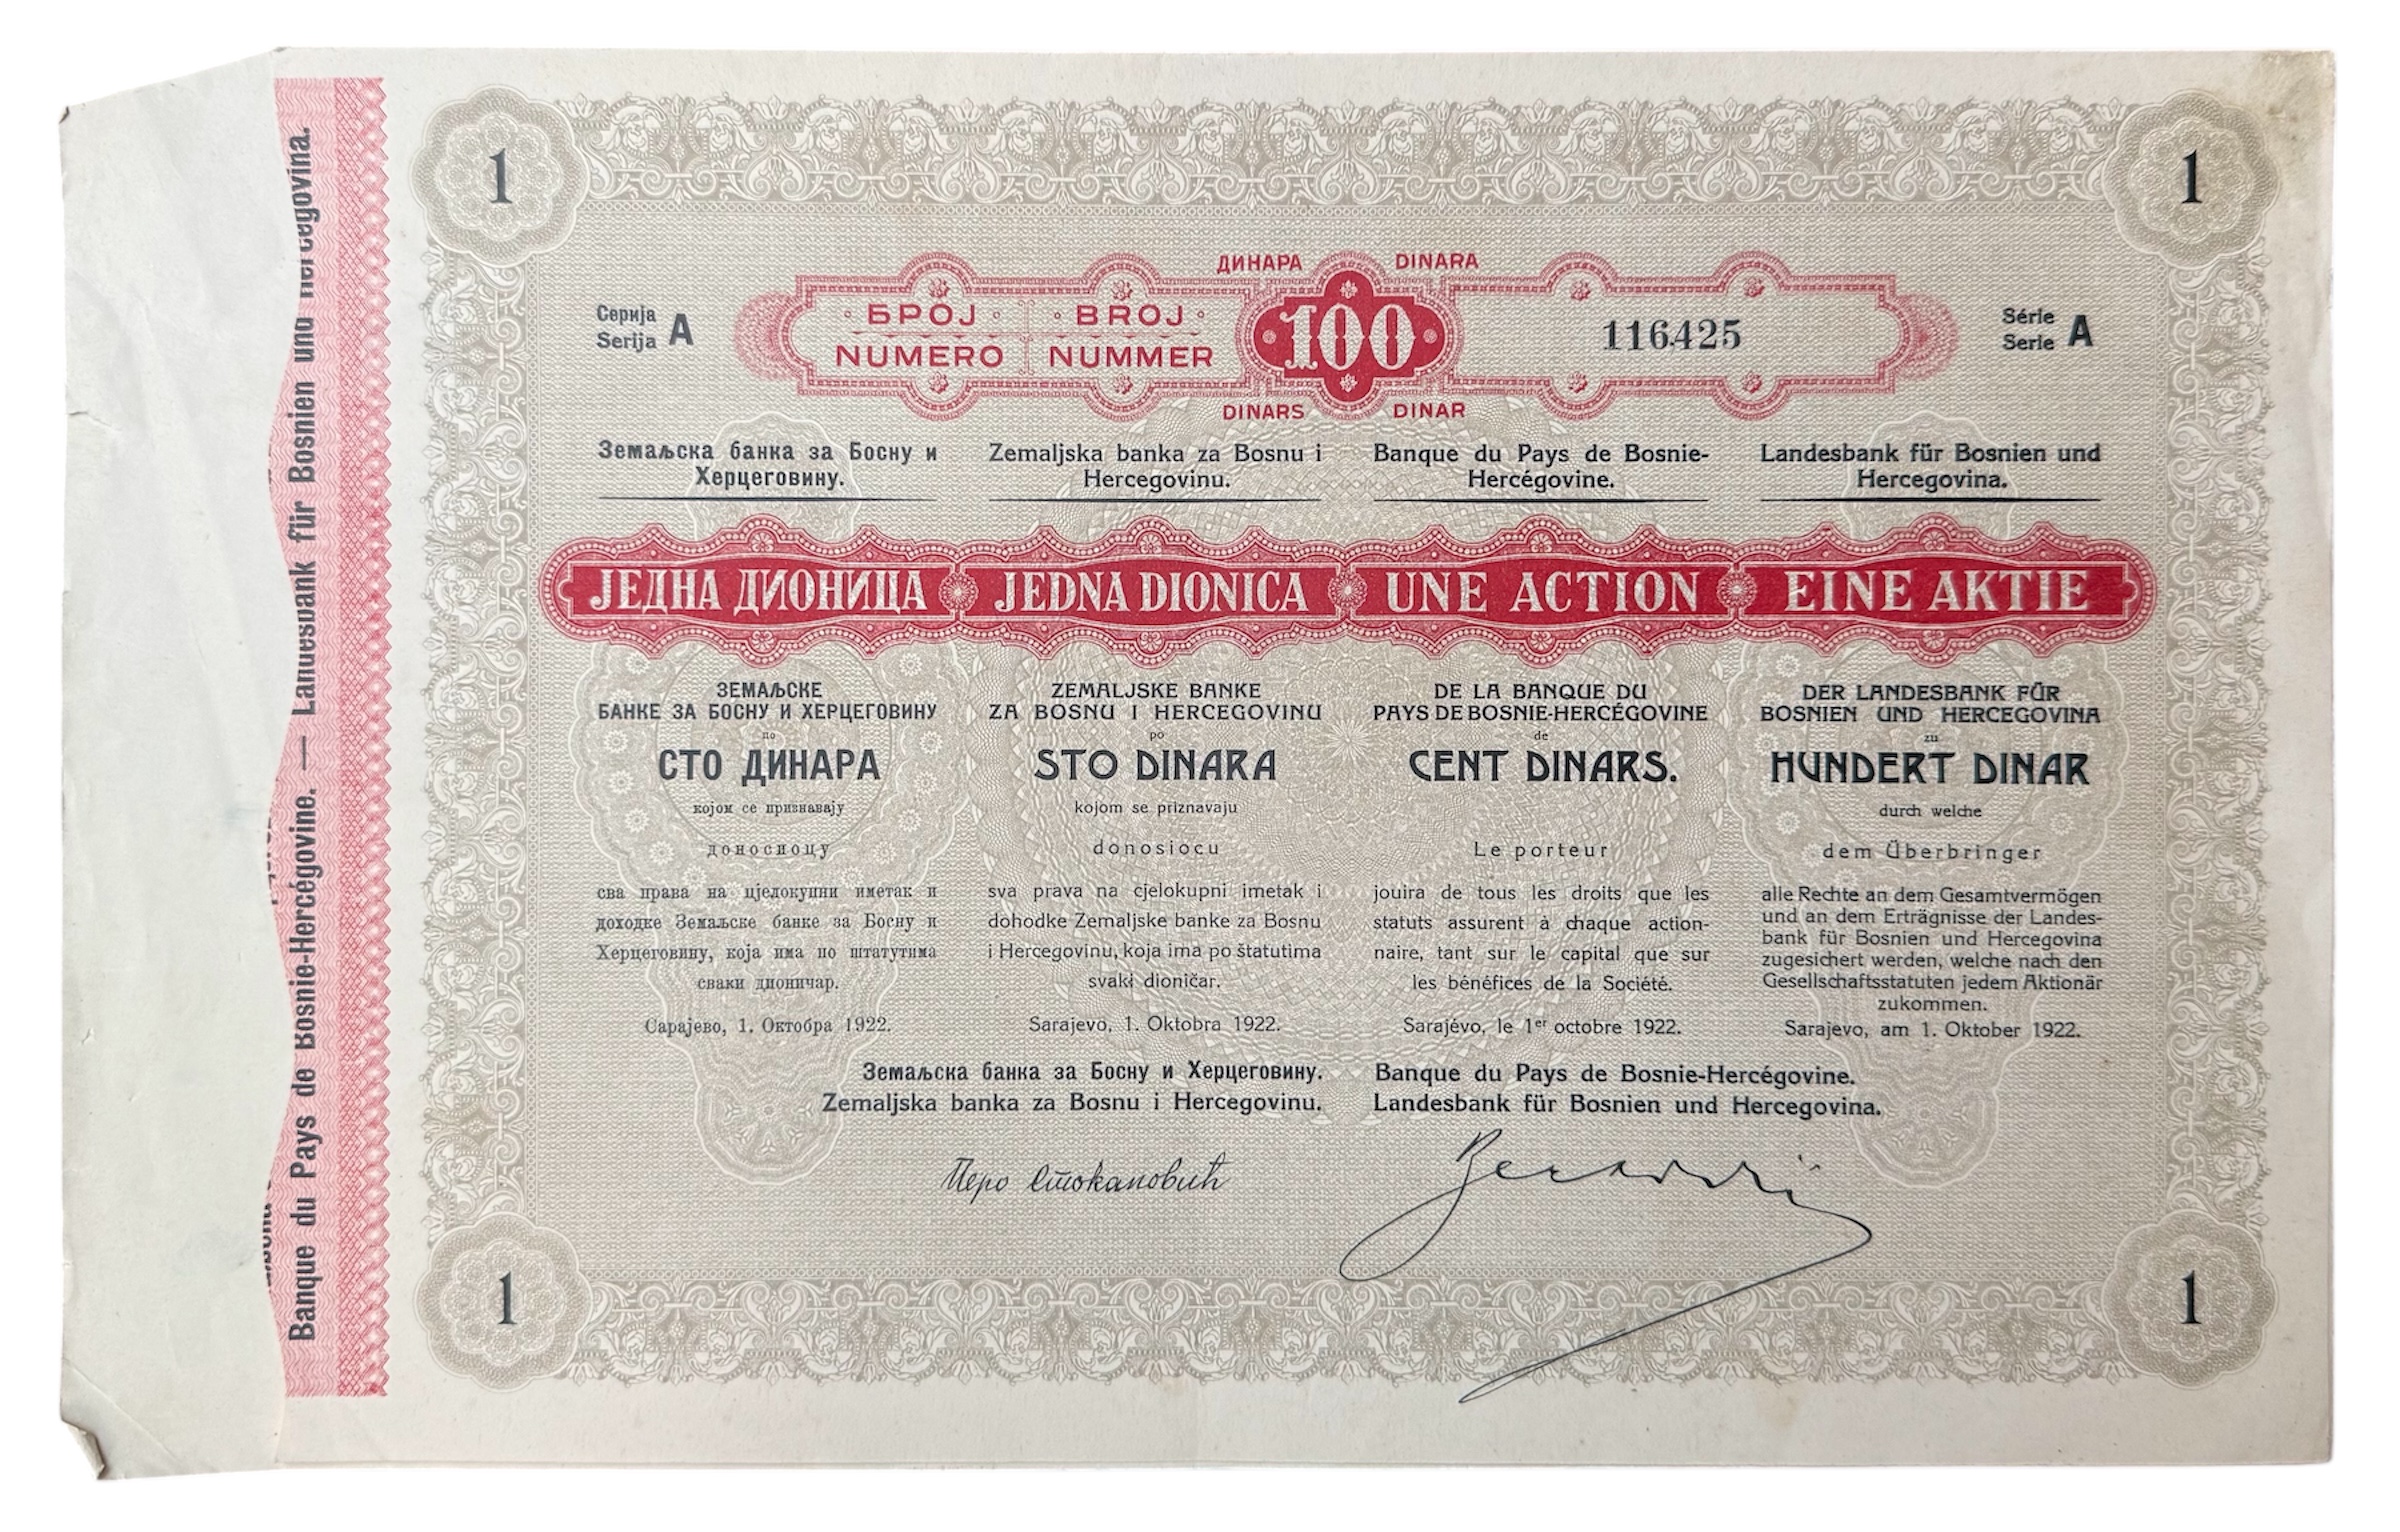 Banque du Pays de Bosnie-Hercégovine. — Landesbank für Bosnien und Hercegovina.
1
1
ДИНАРА DINARA
Серија
Serija A
БРОЈ BROJ
NUMERO NUMMER
100
116425
Série
Serie A
DINARS DINAR
Земаљска банка за Босну и
Херцеговину.
Zemaljska banka za Bosnu i
Hercegovinu.
Banque du Pays de Bosnie-
Hercégovine.
Landesbank für Bosnien und
Hercegovina.
ЈЕДНА ДИОНИЦА
JEDNA DIONICA
UNE ACTION
EINE AKTIE
ЗЕМАЉСКЕ
БАНКЕ ЗА БОСНУ И ХЕРЦЕГОВИНУ
по
СТО ДИНАРА
којом се признавају
доносиоцу
сва права на цјелокупни иметак и
доходке Земаљске банке за Босну и
Херцеговину, која има по штатутима
сваки дионичар.
Сарајево, 1. Октобра 1922.
ZEMALJSKE BANKE
ZA BOSNU I HERCEGOVINU
po
STO DINARA
kojom se priznavaju
donosiocu
sva prava na cjelokupni imetak i
dohodke Zemaljske banke za Bosnu
i Hercegovinu, koja ima po štatutima
svaki dioničar.
Sarajevo, 1. Oktobra 1922.
DE LA BANQUE DU
PAYS DE BOSNIE-HERCÉGOVINE
de
CENT DINARS.
Le porteur
jouira de tous les droits que les
statuts assurent à chaque action-
naire, tant sur le capital que sur
les bénéfices de la Société.
Sarajévo, le 1er octobre 1922.
DER LANDESBANK FÜR
BOSNIEN UND HERCEGOVINA
zu
HUNDERT DINAR
durch welche
dem Überbringer
alle Rechte an dem Gesamtvermögen
und an dem Erträgnisse der Landes-
bank für Bosnien und Hercegovina
zugesichert werden, welche nach den
Gesellschaftsstatuten jedem Aktionär
zukommen.
Sarajevo, am 1. Oktober 1922.
Земаљска банка за Босну и Херцеговину.
Zemaljska banka za Bosnu i Hercegovinu.
Banque du Pays de Bosnie-Hercégovine.
Landesbank für Bosnien und Hercegovina.
Перо Стокановић
1
1